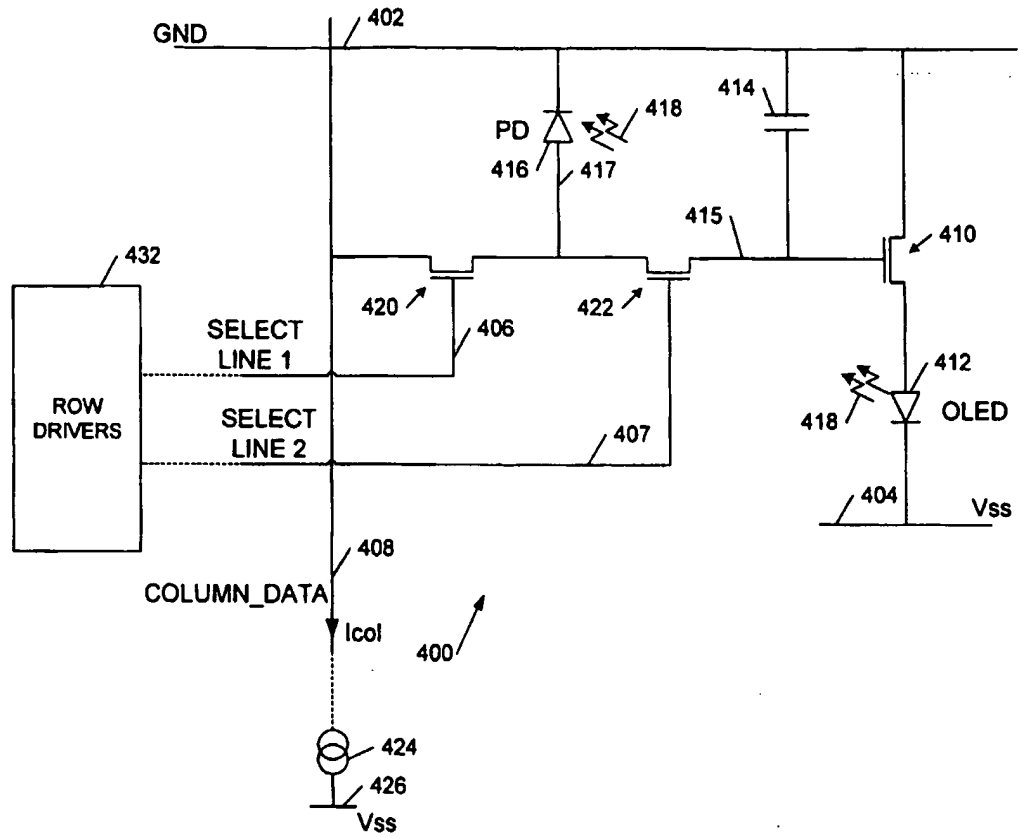 402
GND
414
PD
418
416
417
415
410
432
420
422
SELECT
LINE 1
406
412
ROW
DRIVERS
418
OLED
SELECT
LINE 2
407
404
Vss
408
COLUMN_DATA
Icol
400
424
426
Vss